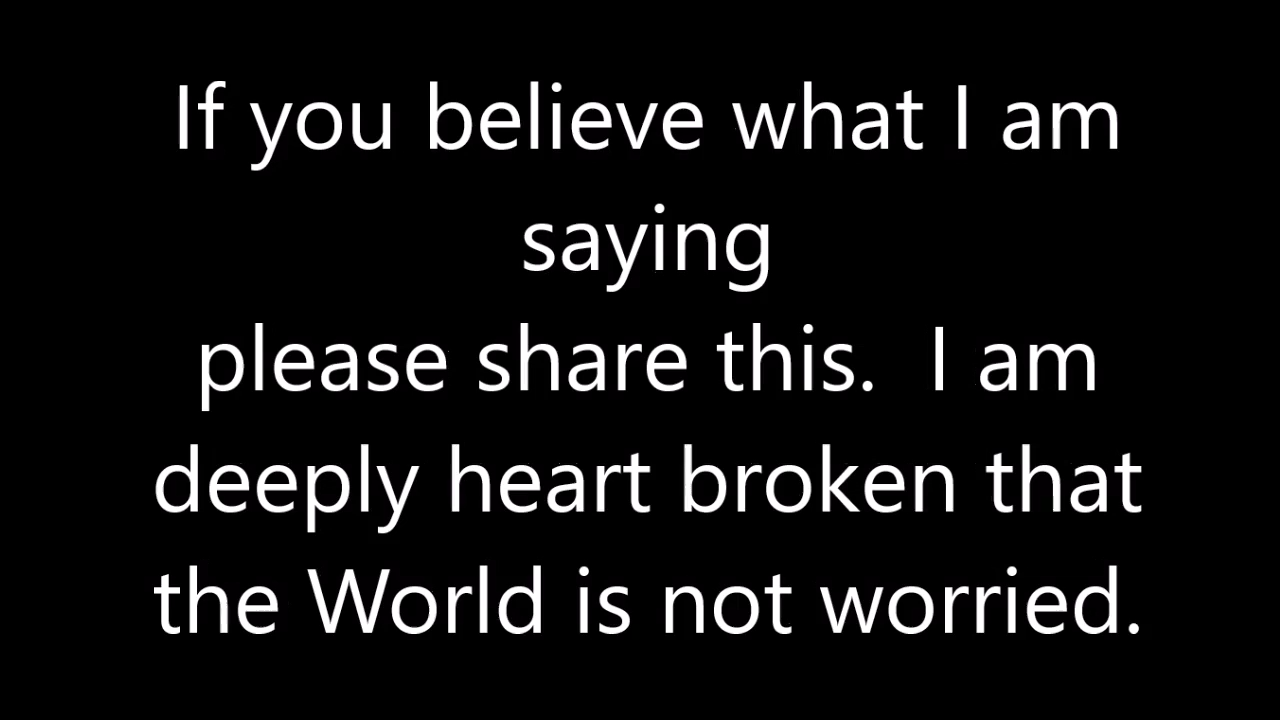 If you believe what I am
saying
please share this.  I am
deeply heart broken that
the World is not worried.